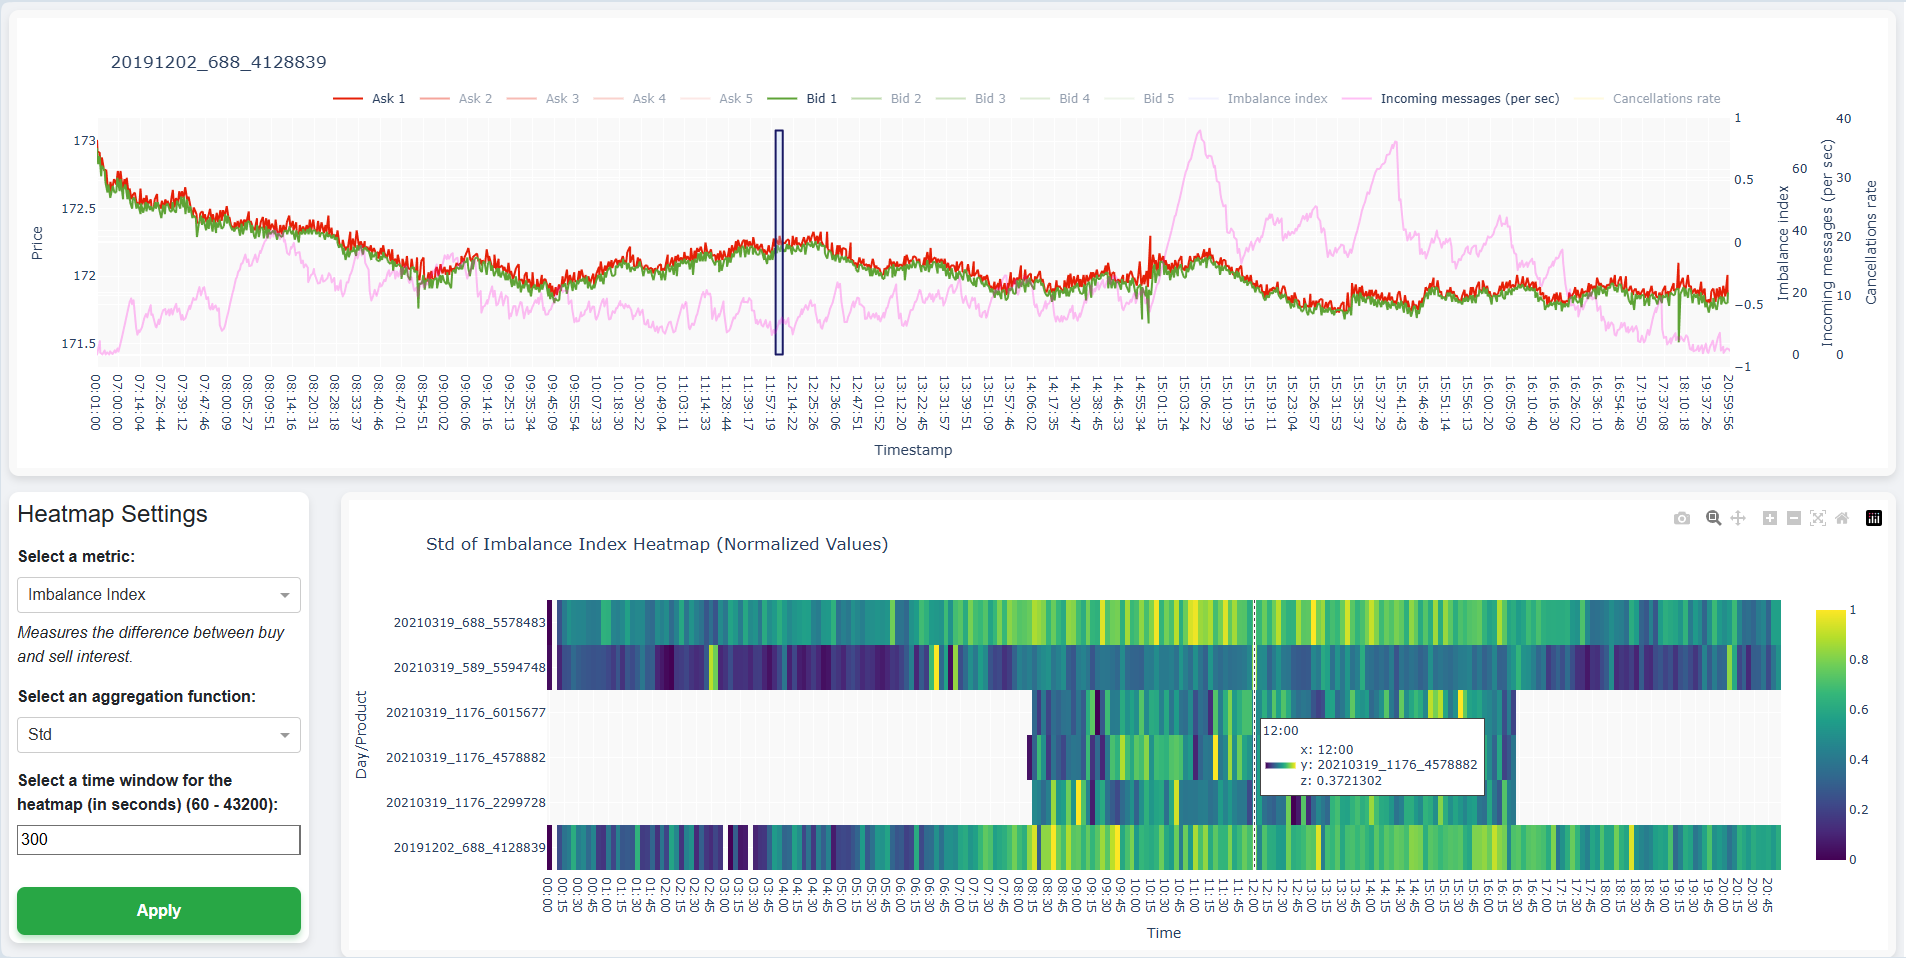 20191202_688_4128839
Ask 1 Ask 2 Ask 3 Ask 4 Ask 5 Bid 1 Bid 2 Bid 3 Bid 4 Bid 5 Imbalance index Incoming messages (per sec) Cancellations rate
Price
173
172.5
172
171.5
1
0.5
0
−0.5
−1
Imbalance index
60
40
20
0
Incoming messages (per sec)
40
30
20
10
0
Cancellations rate
00:01:00 07:00:00 07:14:04 07:26:44 07:39:12 07:47:46 08:00:09 08:05:27 08:09:51 08:14:16 08:20:31 08:28:18 08:33:37 08:40:46 08:47:01 08:54:51 09:00:02 09:06:06 09:14:14 09:25:13 09:35:34 09:45:09 09:55:54 10:07:13 10:18:30 10:30:22 10:49:04 11:03:11 11:14:33 11:28:44 11:39:17 11:57:19 12:14:22 12:25:26 12:36:06 12:47:51 13:01:52 13:12:20 13:22:45 13:31:57 13:39:51 13:51:09 13:57:46 14:06:02 14:17:35 14:30:47 14:38:45 14:46:33 14:55:34 15:01:15 15:03:24 15:06:22 15:09:39 15:15:19 15:19:11 15:23:04 15:26:57 15:31:53 15:35:37 15:37:29 15:41:43 15:46:49 15:51:14 15:56:13 16:00:20 16:05:09 16:10:40 16:16:30 16:26:02 16:36:10 16:54:48 17:19:50 17:37:08 18:10:18 19:37:26 20:59:56
Timestamp
Heatmap Settings
Select a metric:
Imbalance Index
Measures the difference between buy
and sell interest.
Select an aggregation function:
Std
Select a time window for the
heatmap (in seconds) (60 - 43200):
300
Apply
Std of Imbalance Index Heatmap (Normalized Values)
Day/Product
20210319_688_5578483
20210319_589_5594748
20210319_1176_6015677
20210319_1176_4578882
20210319_1176_2299728
20191202_688_4128839
12:00
x: 12:00
y: 20210319_1176_4578882
z: 0.3721302
1
0.8
0.6
0.4
0.2
0
00:00 00:15 00:30 00:45 01:00 01:15 01:30 01:45 02:00 02:15 02:30 02:45 03:00 03:15 03:30 03:45 04:00 04:15 04:30 04:45 05:00 05:15 05:30 05:45 06:00 06:15 06:30 06:45 07:00 07:15 07:30 07:45 08:00 08:15 08:30 08:45 09:00 09:15 09:30 09:45 10:00 10:15 10:30 10:45 11:00 11:15 11:30 11:45 12:00 12:15 12:30 12:45 13:00 13:15 13:30 13:45 14:00 14:15 14:30 14:45 15:00 15:15 15:30 15:45 16:00 16:15 16:30 16:45 17:00 17:15 17:30 17:45 18:00 18:15 18:30 18:45 19:00 19:15 19:30 19:45 20:00 20:15 20:30 20:45
Time